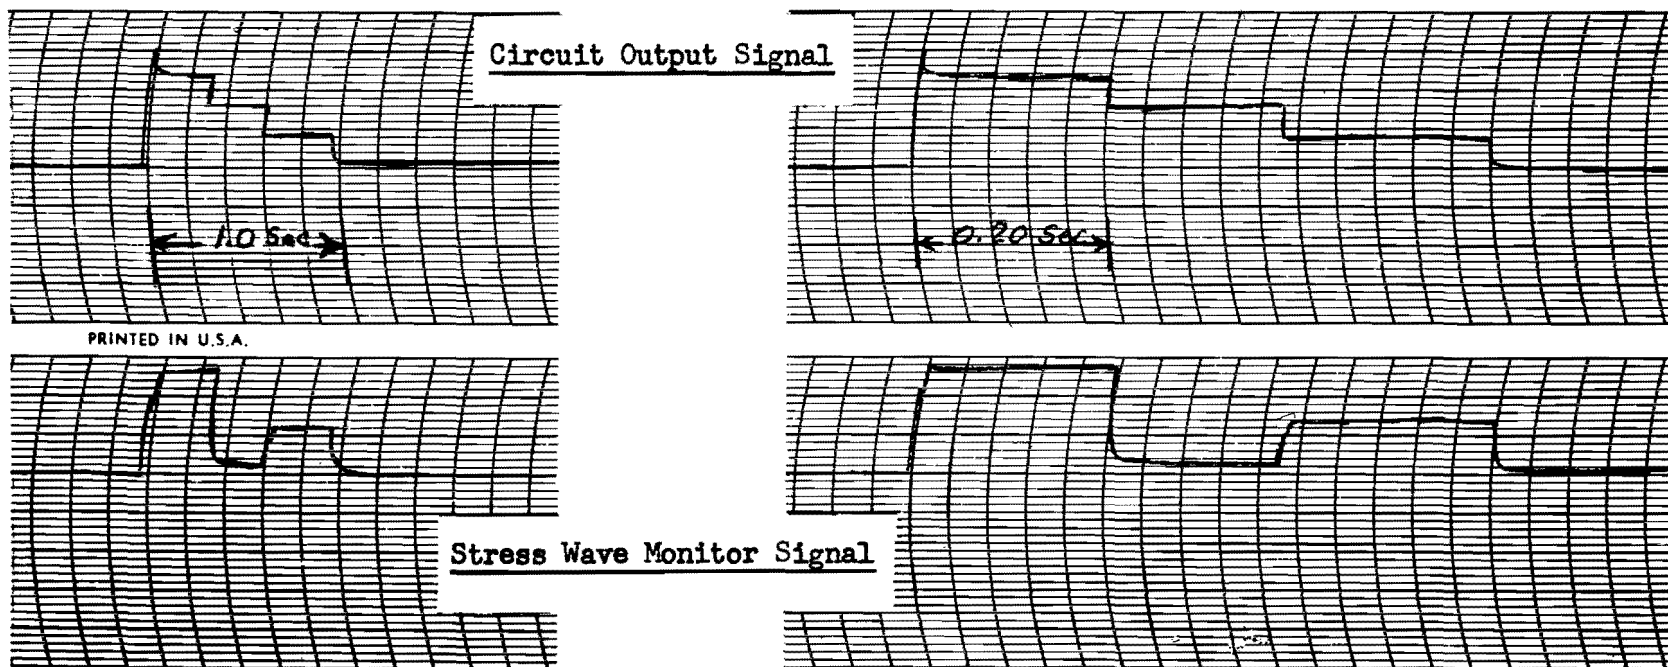 Circuit Output Signal
1.0 Sec.
0.20 Sec.
PRINTED IN U.S.A.
Stress Wave Monitor Signal